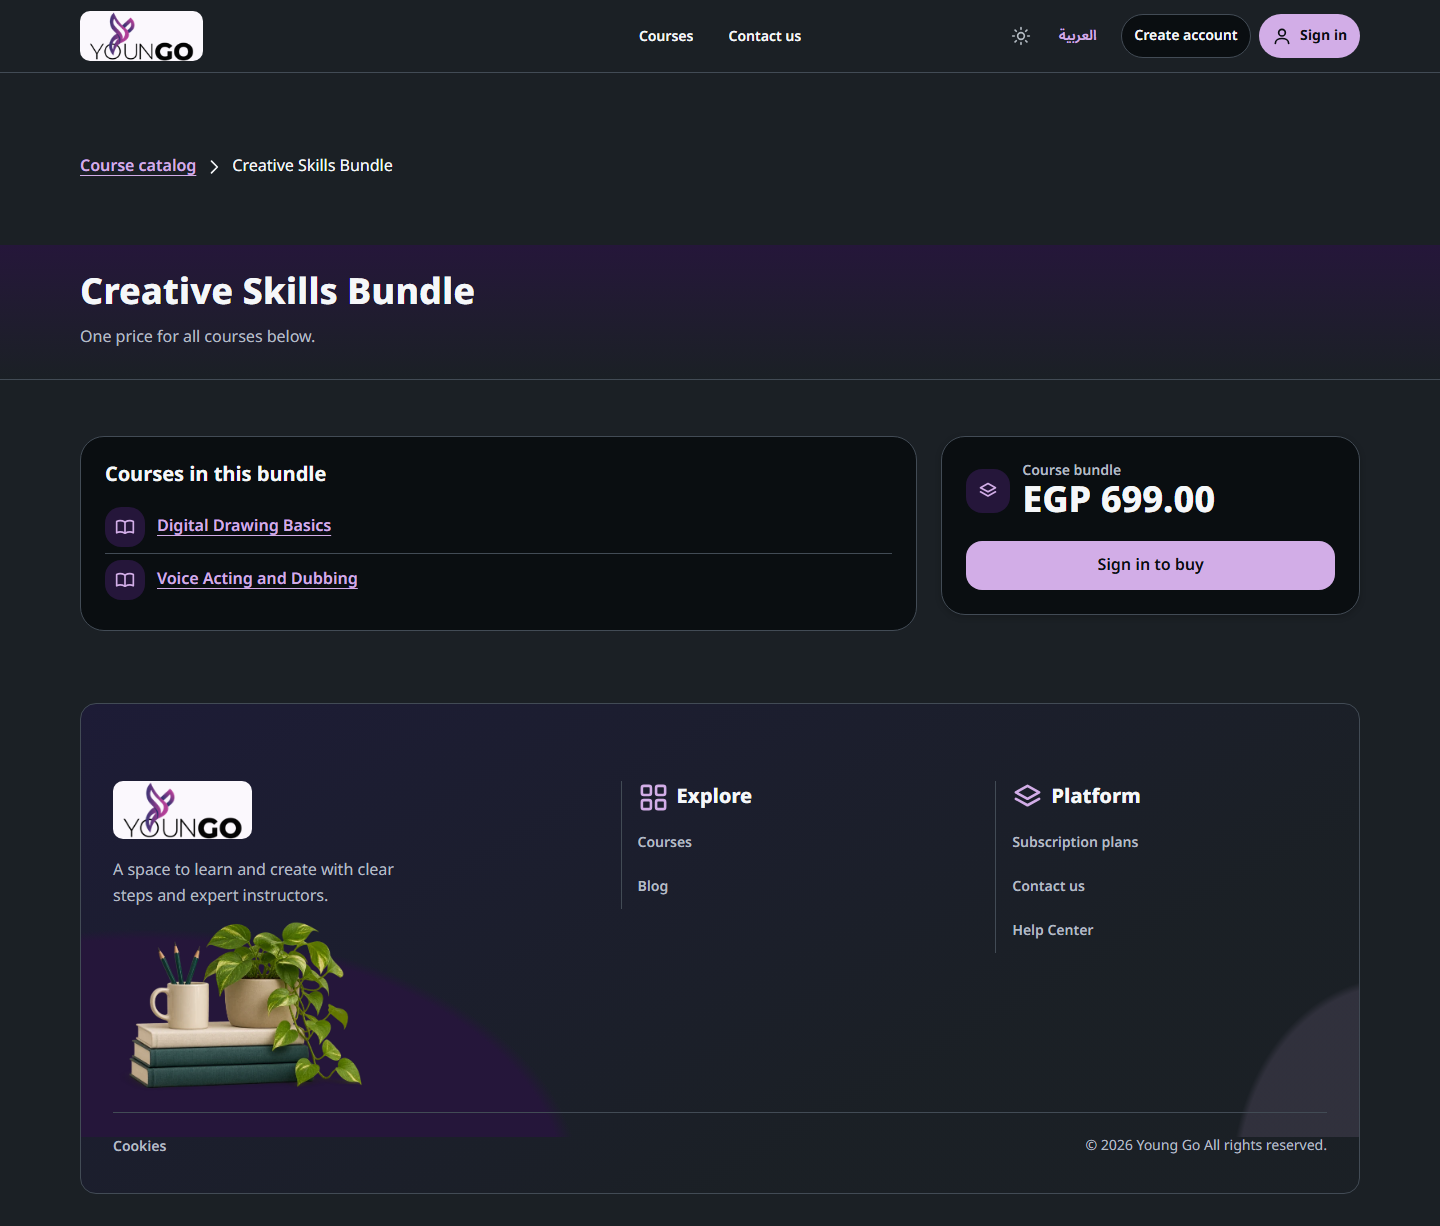 YOUNGO
Courses
Contact us
العربية
Create account
Sign in
Course catalog
Creative Skills Bundle
Creative Skills Bundle
One price for all courses below.
Courses in this bundle
Digital Drawing Basics
Voice Acting and Dubbing
Course bundle
EGP 699.00
Sign in to buy
YOUNGO
A space to learn and create with clear
steps and expert instructors.
Explore
Courses
Blog
Platform
Subscription plans
Contact us
Help Center
Cookies
© 2026 Young Go All rights reserved.